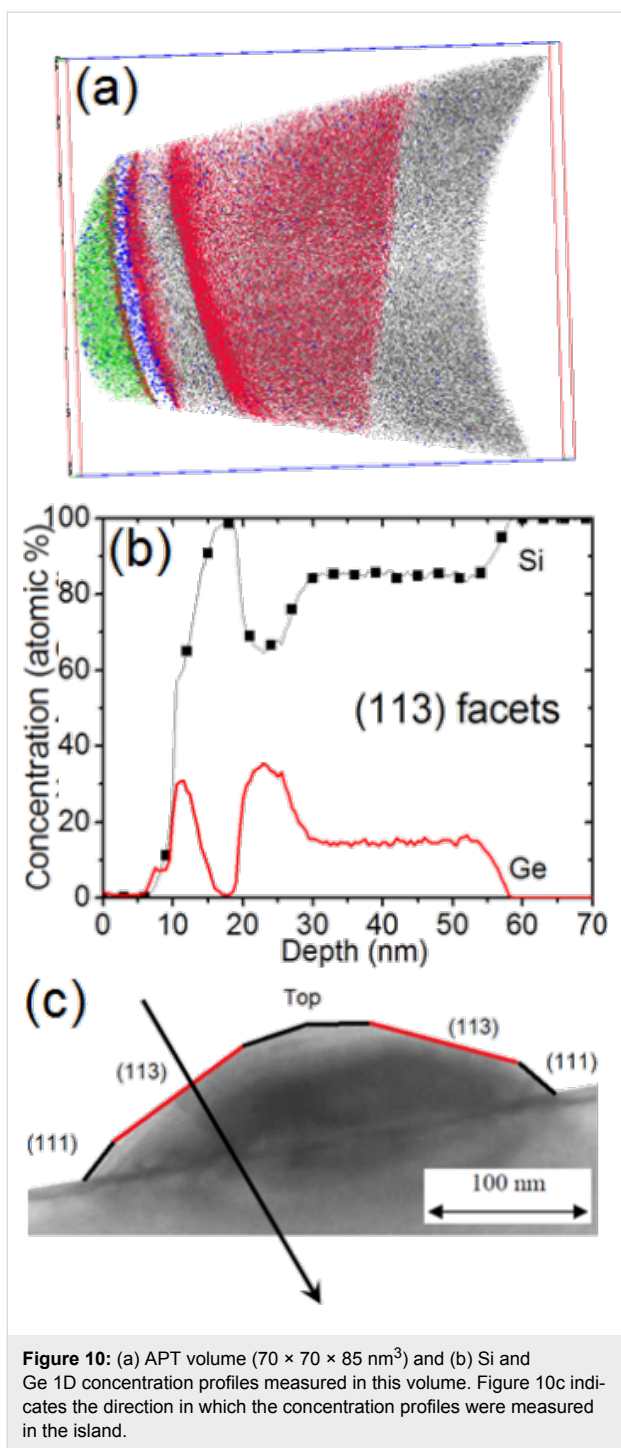 (a)
(b)
Concentration (atomic %)
100
80
60
40
20
0
Si
(113) facets
Ge
0 10 20 30 40 50 60 70
Depth (nm)
(c)
Top
(113)
(113)
(111)
(111)
100 nm
Figure 10: (a) APT volume (70 × 70 × 85 nm³) and (b) Si and
Ge 1D concentration profiles measured in this volume. Figure 10c indi-
cates the direction in which the concentration profiles were measured
in the island.